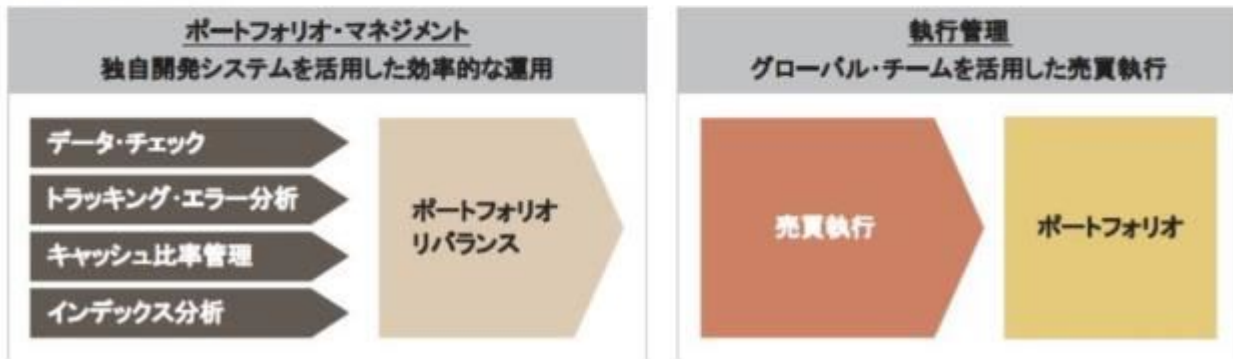 ポートフォリオ・マネジメント
独自開発システムを活用した効率的な運用
データ・チェック
トラッキング・エラー分析
キャッシュ比率管理
インデックス分析
ポートフォリオ
リバランス
執行管理
グローバル・チームを活用した売買執行
売買執行
ポートフォリオ